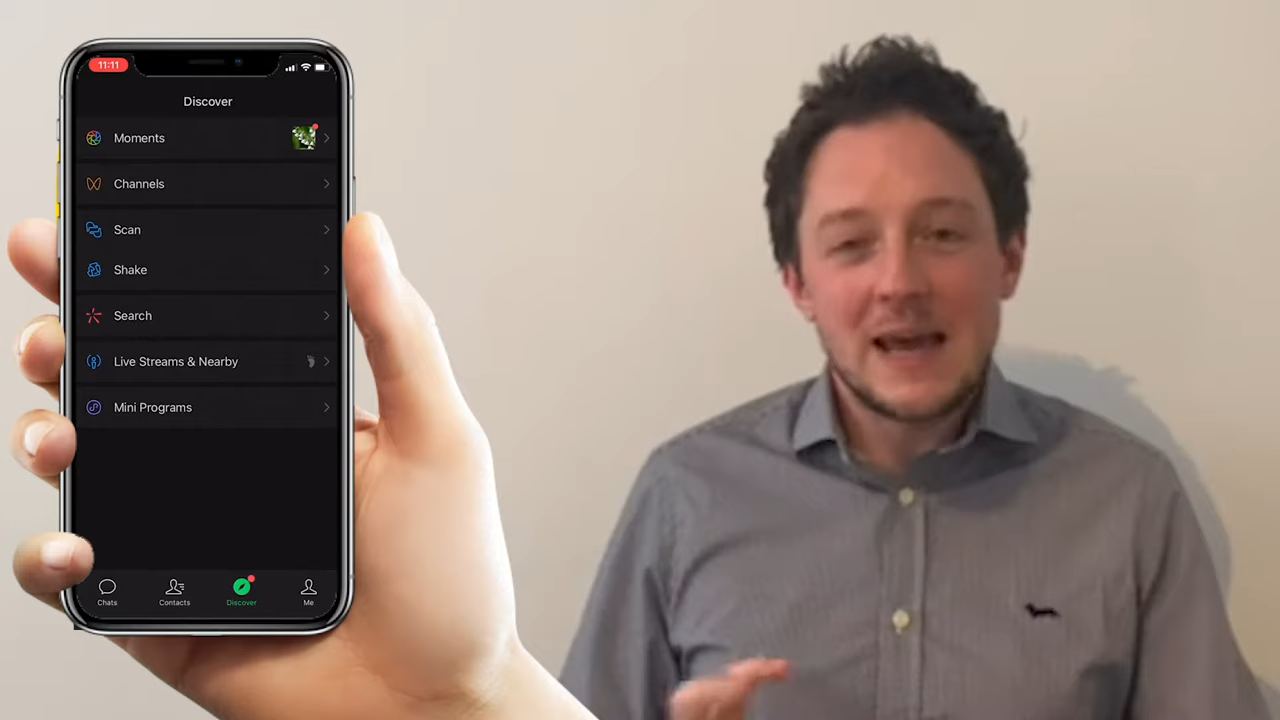 11:11
Discover
Moments
Channels
Scan
Shake
Search
Live Streams & Nearby
Mini Programs
Chats
Contacts
Discover
Me